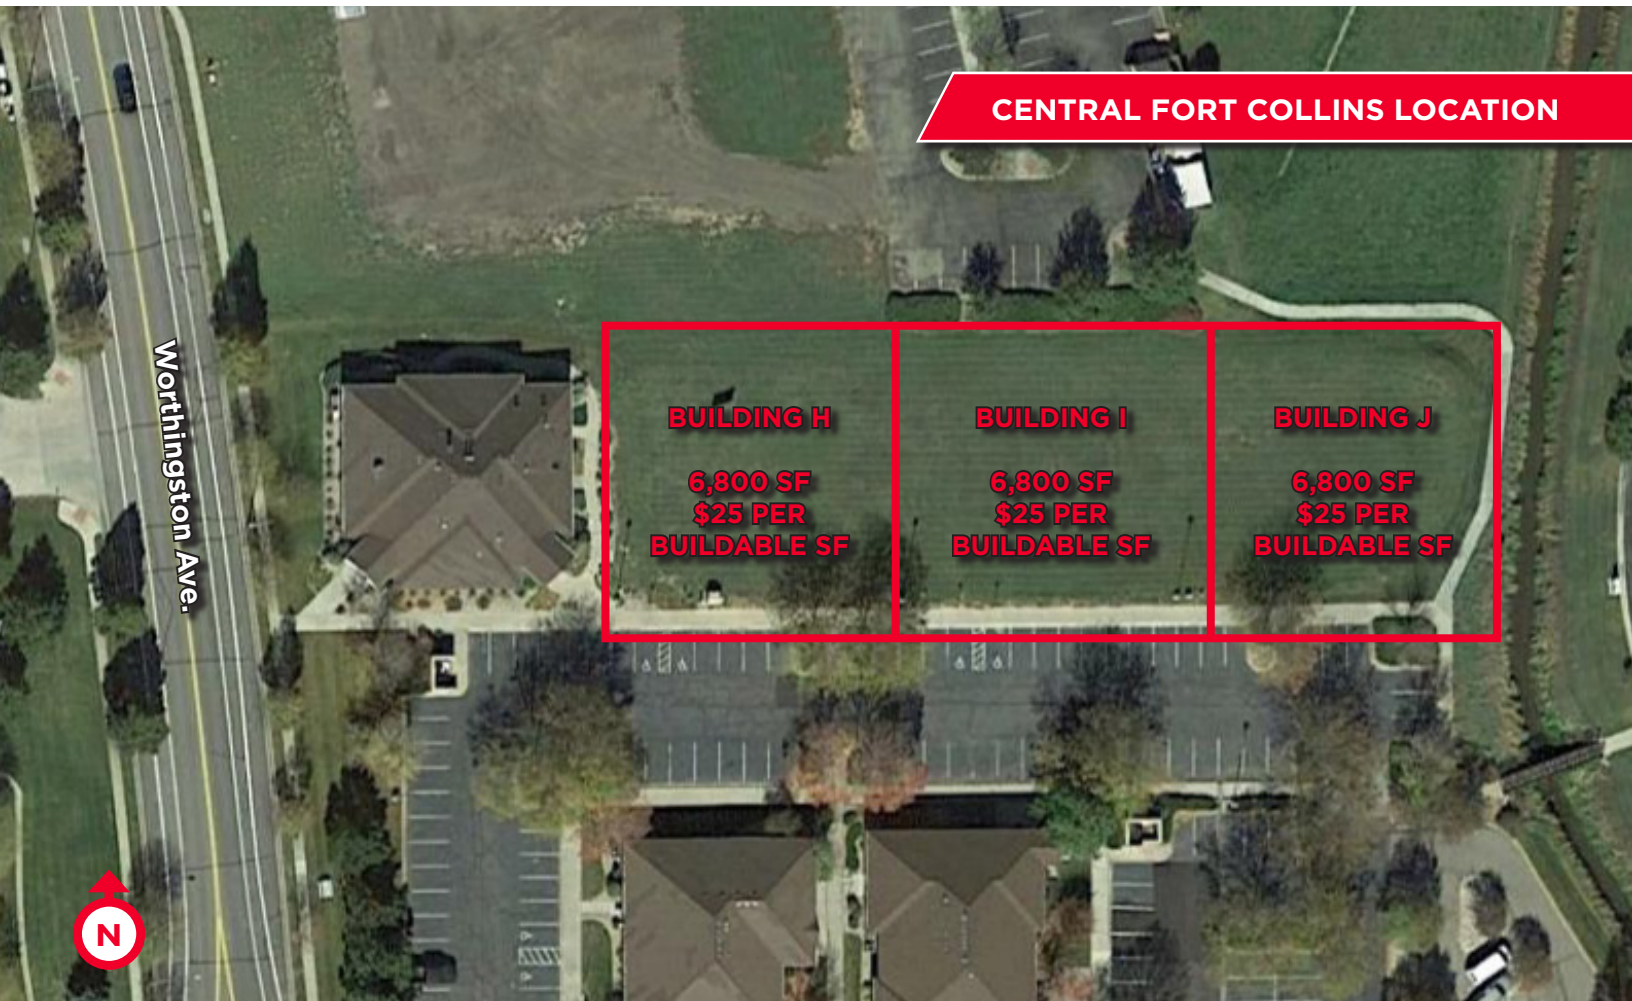 CENTRAL FORT COLLINS LOCATION
Worthingston Ave.
BUILDING H
6,800 SF
$25 PER
BUILDABLE SF
BUILDING I
6,800 SF
$25 PER
BUILDABLE SF
BUILDING J
6,800 SF
$25 PER
BUILDABLE SF
N